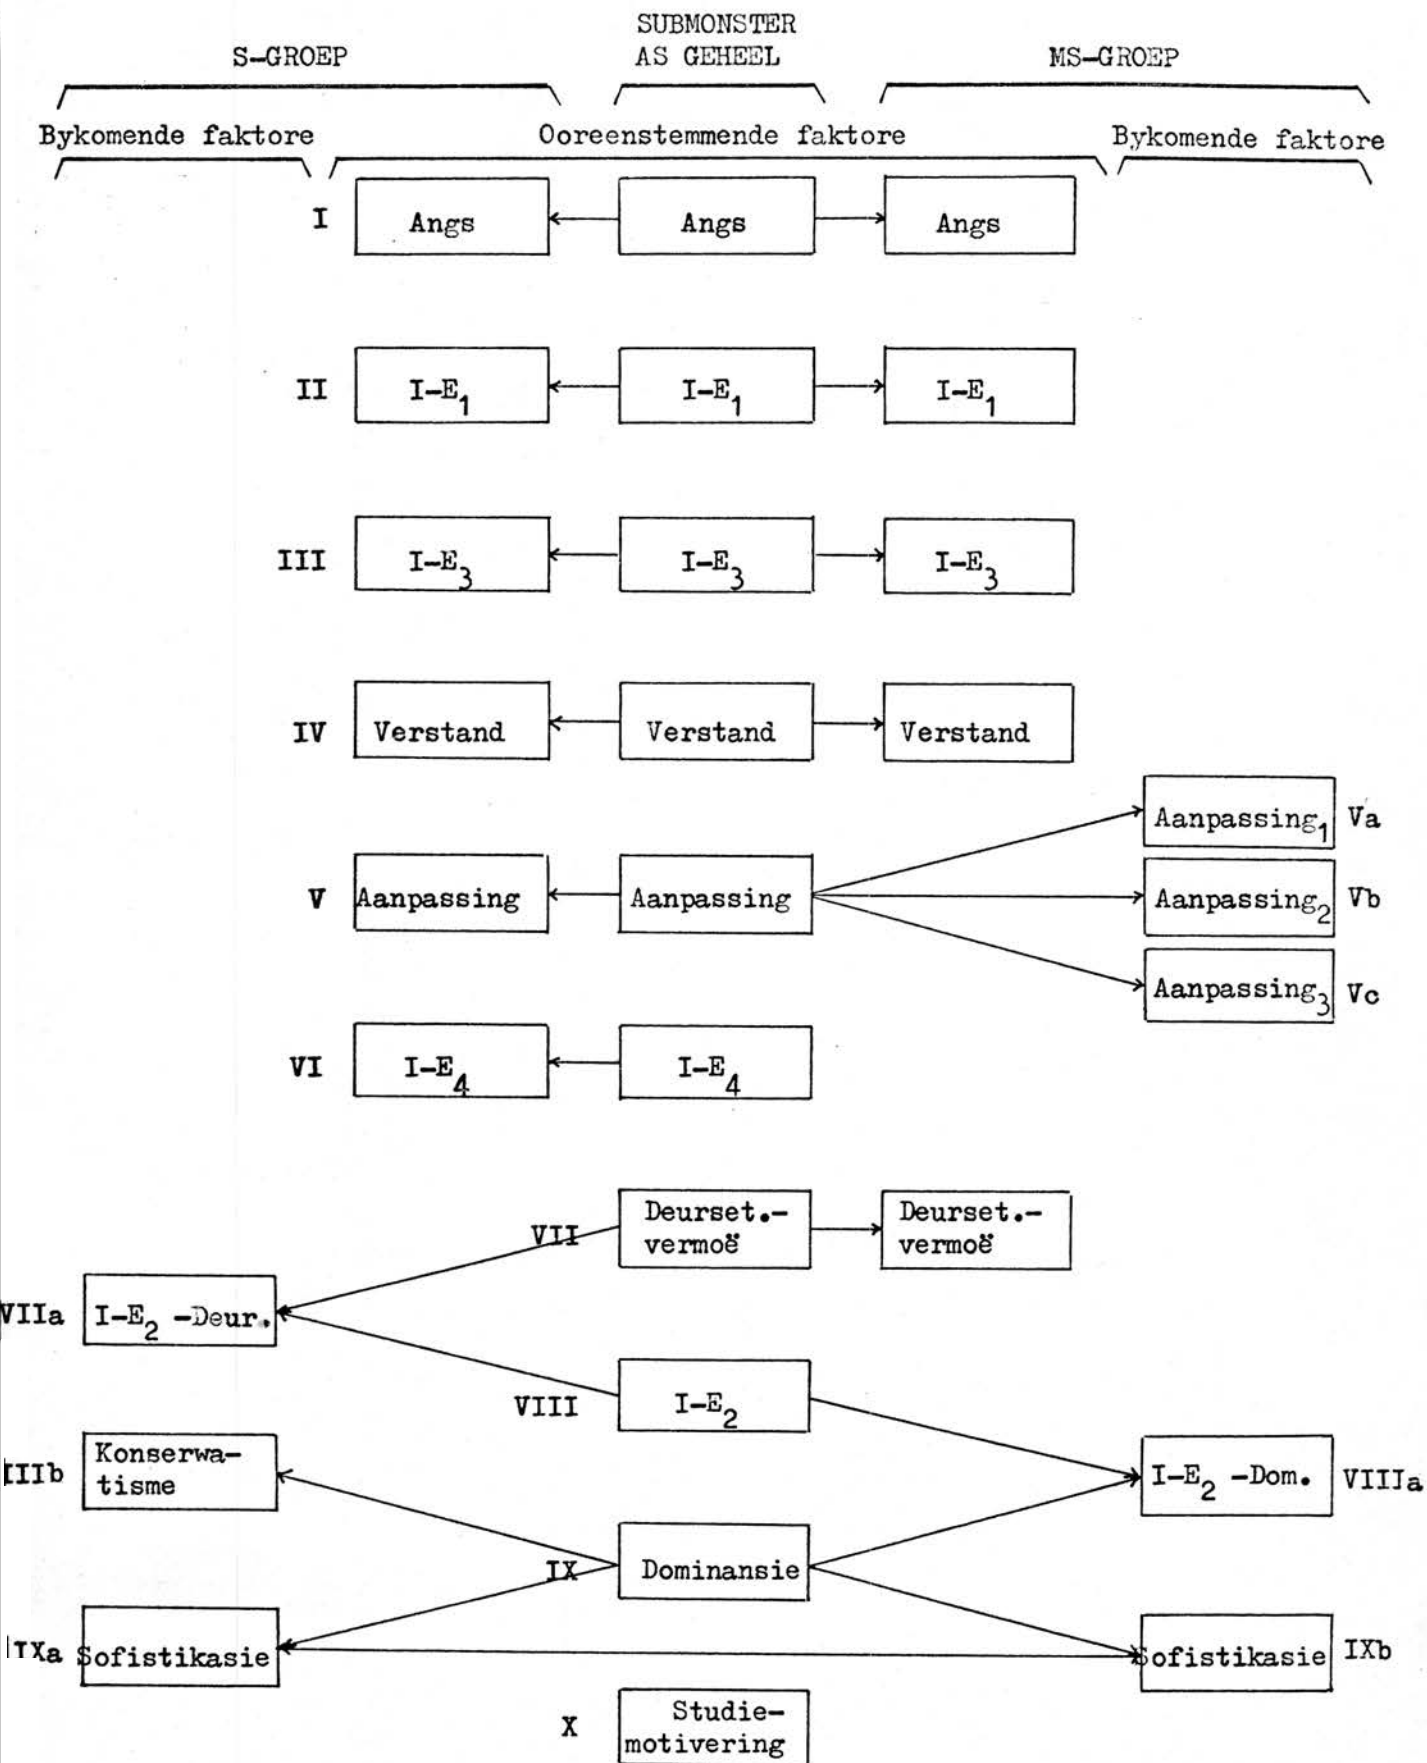 SUBMONSTER
S-GROEP AS GEHEEL MS-GROEP
Bykomende faktore Ooreenstemmende faktore Bykomende faktore
I Angs Angs Angs
II I-E1 I-E1 I-E1
III I-E3 I-E3 I-E3
IV Verstand Verstand Verstand
Aanpassing1 Va
V Aanpassing Aanpassing Aanpassing2 Vb
Aanpassing3 Vc
VI I-E4 I-E4
VII Deurset.- Deurset.-
vermoë vermoë
VIIa I-E2 -Deur.
VIII I-E2
IIIb Konserwa-
tisme
I-E2 -Dom. VIIIa
IX Dominansie
IXa Sofistikasie Sofistikasie IXb
X Studie-
motivering